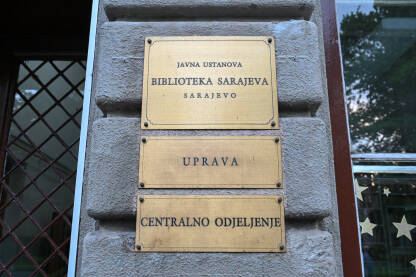 JAVNA USTANOVA
BIBLIOTEKA SARAJEVA
SARAJEVO
UPRAVA
CENTRALNO ODJELJENJE